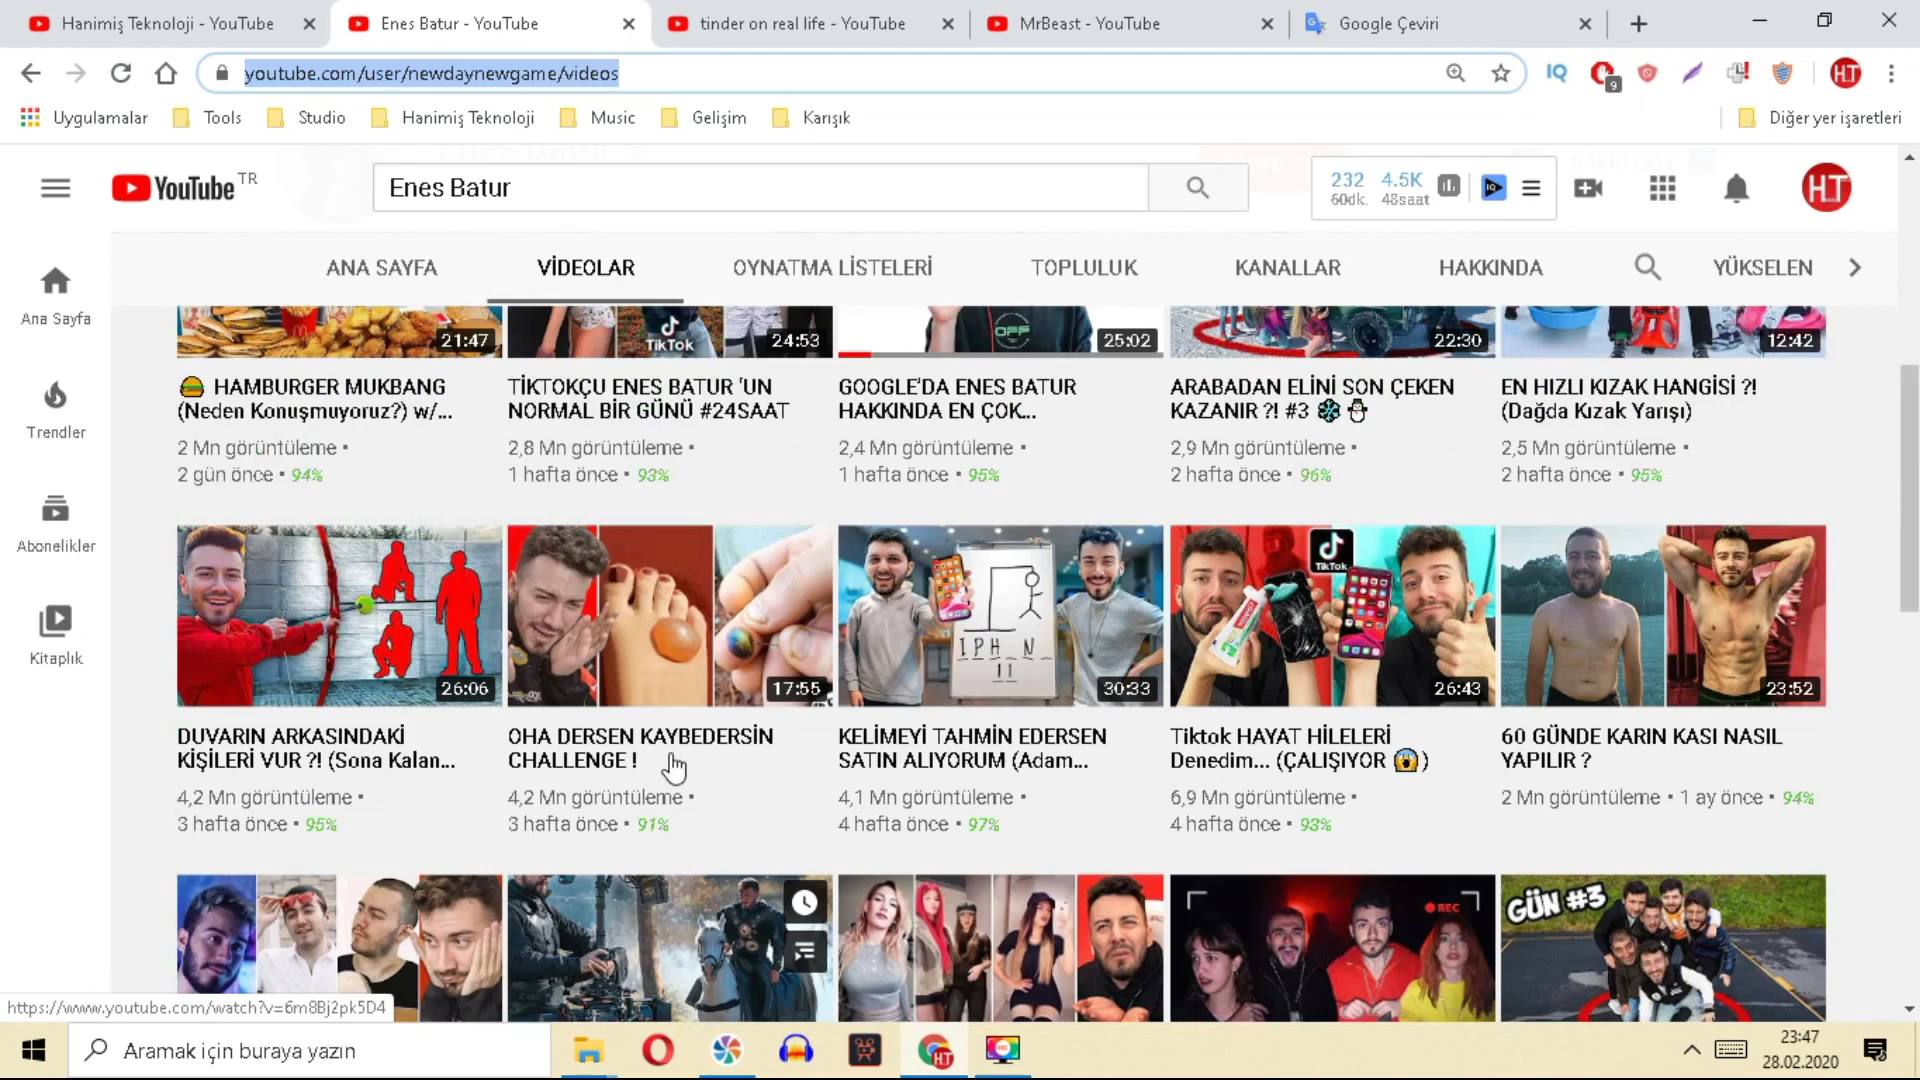 Hanimiş Teknoloji - YouTube
Enes Batur - YouTube
tinder on real life - YouTube
MrBeast - YouTube
Google Çeviri
youtube.com/user/newdaynewgame/videos
9
HT
Uygulamalar
Tools
Studio
Hanimiş Teknoloji
Music
Gelişim
Karışık
Diğer yer işaretleri
YouTube TR
Enes Batur
232 4.5K
60dk. 48saat
HT
Ana Sayfa
Trendler
Abonelikler
Kitaplık
ANA SAYFA
VİDEOLAR
OYNATMA LİSTELERİ
TOPLULUK
KANALLAR
HAKKINDA
YÜKSELEN
21:47
TikTok
24:53
OFF
25:02
22:30
12:42
HAMBURGER MUKBANG
(Neden Konuşmuyoruz?) w/...
2 Mn görüntüleme •
2 gün önce • 94%
TİKTOKÇU ENES BATUR 'UN
NORMAL BİR GÜNÜ #24SAAT
2,8 Mn görüntüleme •
1 hafta önce • 93%
GOOGLE'DA ENES BATUR
HAKKINDA EN ÇOK...
2,4 Mn görüntüleme •
1 hafta önce • 95%
ARABADAN ELİNİ SON ÇEKEN
KAZANIR ?! #3
2,9 Mn görüntüleme •
2 hafta önce • 96%
EN HIZLI KIZAK HANGİSİ ?!
(Dağda Kızak Yarışı)
2,5 Mn görüntüleme •
2 hafta önce • 95%
26:06
17:55
I P H _ N _
11
30:33
TikTok
26:43
23:52
DUVARIN ARKASINDAKİ
KİŞİLERİ VUR ?! (Sona Kalan...
4,2 Mn görüntüleme •
3 hafta önce • 95%
OHA DERSEN KAYBEDERSİN
CHALLENGE !
4,2 Mn görüntüleme •
3 hafta önce • 91%
KELİMEYİ TAHMİN EDERSEN
SATIN ALIYORUM (Adam...
4,1 Mn görüntüleme •
4 hafta önce • 97%
Tiktok HAYAT HİLELERİ
Denedim... (ÇALIŞIYOR )
6,9 Mn görüntüleme •
4 hafta önce • 93%
60 GÜNDE KARIN KASI NASIL
YAPILIR ?
2 Mn görüntüleme • 1 ay önce • 94%
REC
GÜN #3
https://www.youtube.com/watch?v=6m8Bj2pk5D4
Aramak için buraya yazın
HT
23:47
28.02.2020